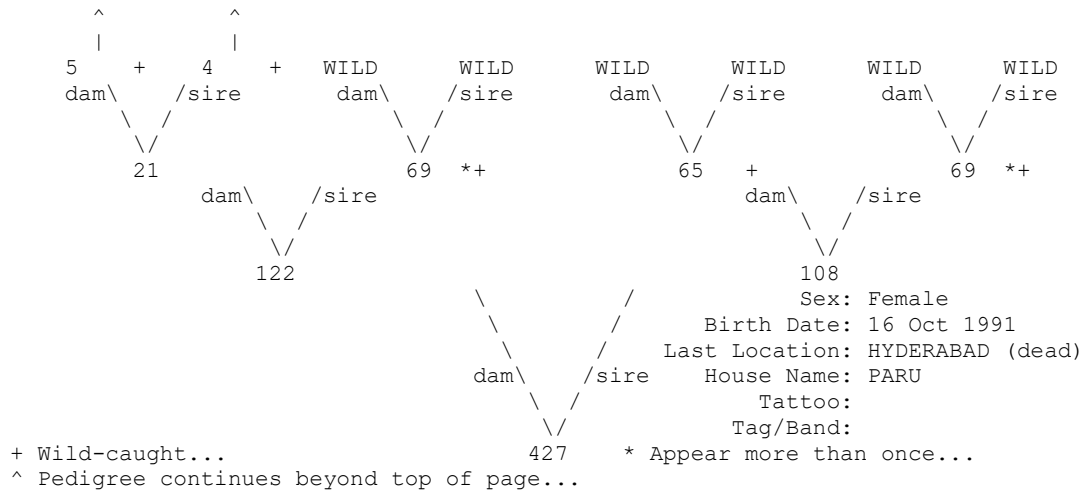 ^ ^
| |
5 + 4 + WILD WILD WILD WILD WILD WILD
dam\ /sire dam\ /sire dam\ /sire dam\ /sire
\ / \ / \ / \ /
\/ \/ \/ \/
21 69 *+ 65 + 69 *+
dam\ /sire dam\ /sire
\ / \ /
\/ \/
122 108
\ / Sex: Female
\ / Birth Date: 16 Oct 1991
\ / Last Location: HYDERABAD (dead)
dam\ /sire House Name: PARU
\ / Tattoo:
\/ Tag/Band:
+ Wild-caught... 427 * Appear more than once...
^ Pedigree continues beyond top of page...